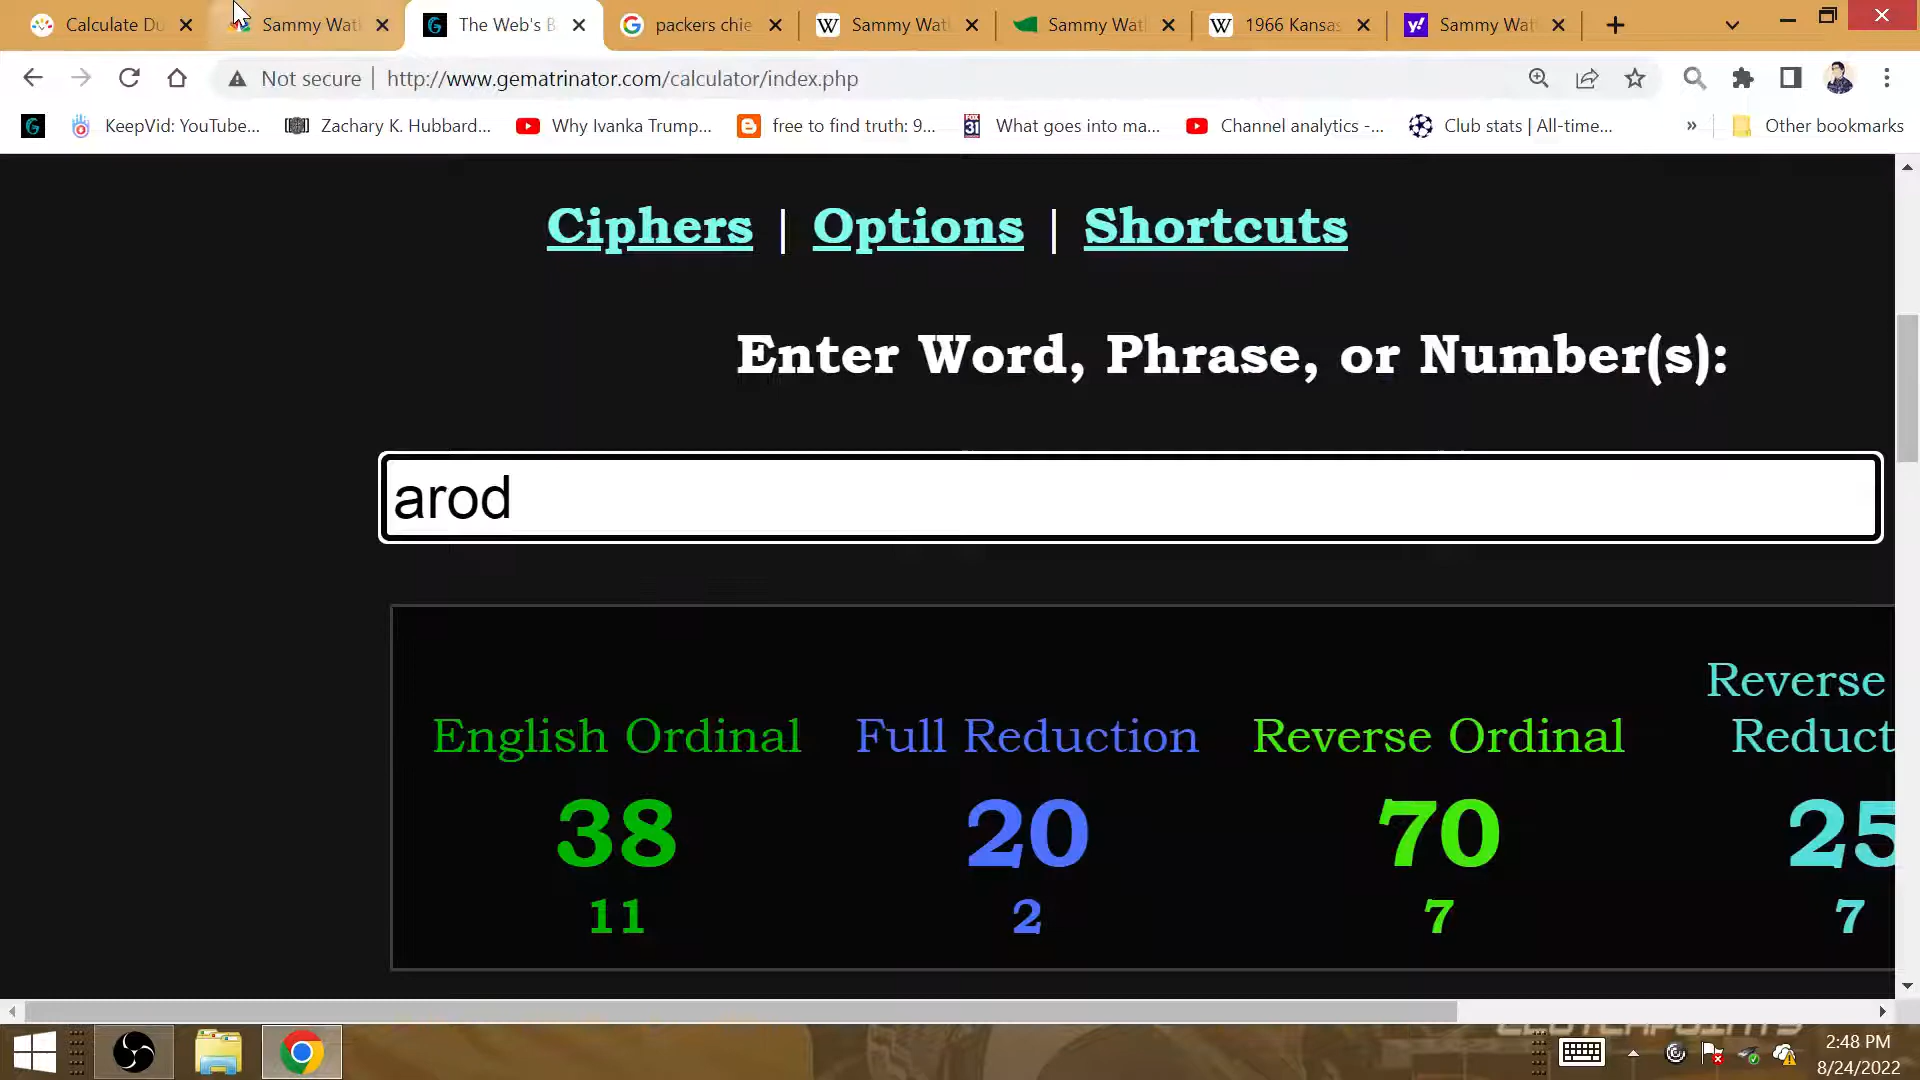 Calculate Du
Sammy Wat
The Web's B
packers chie
Sammy Wat
Sammy Wat
1966 Kansas
Sammy Wat
Not secure
http://www.gematrinator.com/calculator/index.php
KeepVid: YouTube...
Zachary K. Hubbard...
Why Ivanka Trump...
free to find truth: 9...
What goes into ma...
Channel analytics -...
Club stats | All-time...
»
Other bookmarks
Ciphers | Options | Shortcuts
Enter Word, Phrase, or Number(s):
arod
English Ordinal
38
11
Full Reduction
20
2
Reverse Ordinal
70
7
Reverse
Reduct
25
7
2:48 PM
8/24/2022